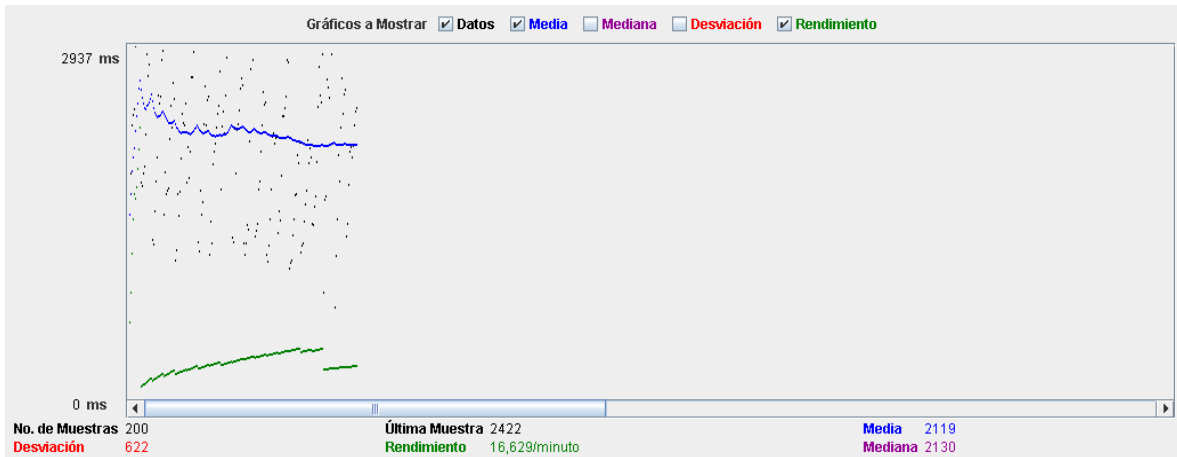 Gráficos a Mostrar Datos Media Mediana Desviación Rendimiento
2937 ms
0 ms
No. de Muestras 200 Última Muestra 2422 Media 2119
Desviación 622 Rendimiento 16,629/minuto Mediana 2130